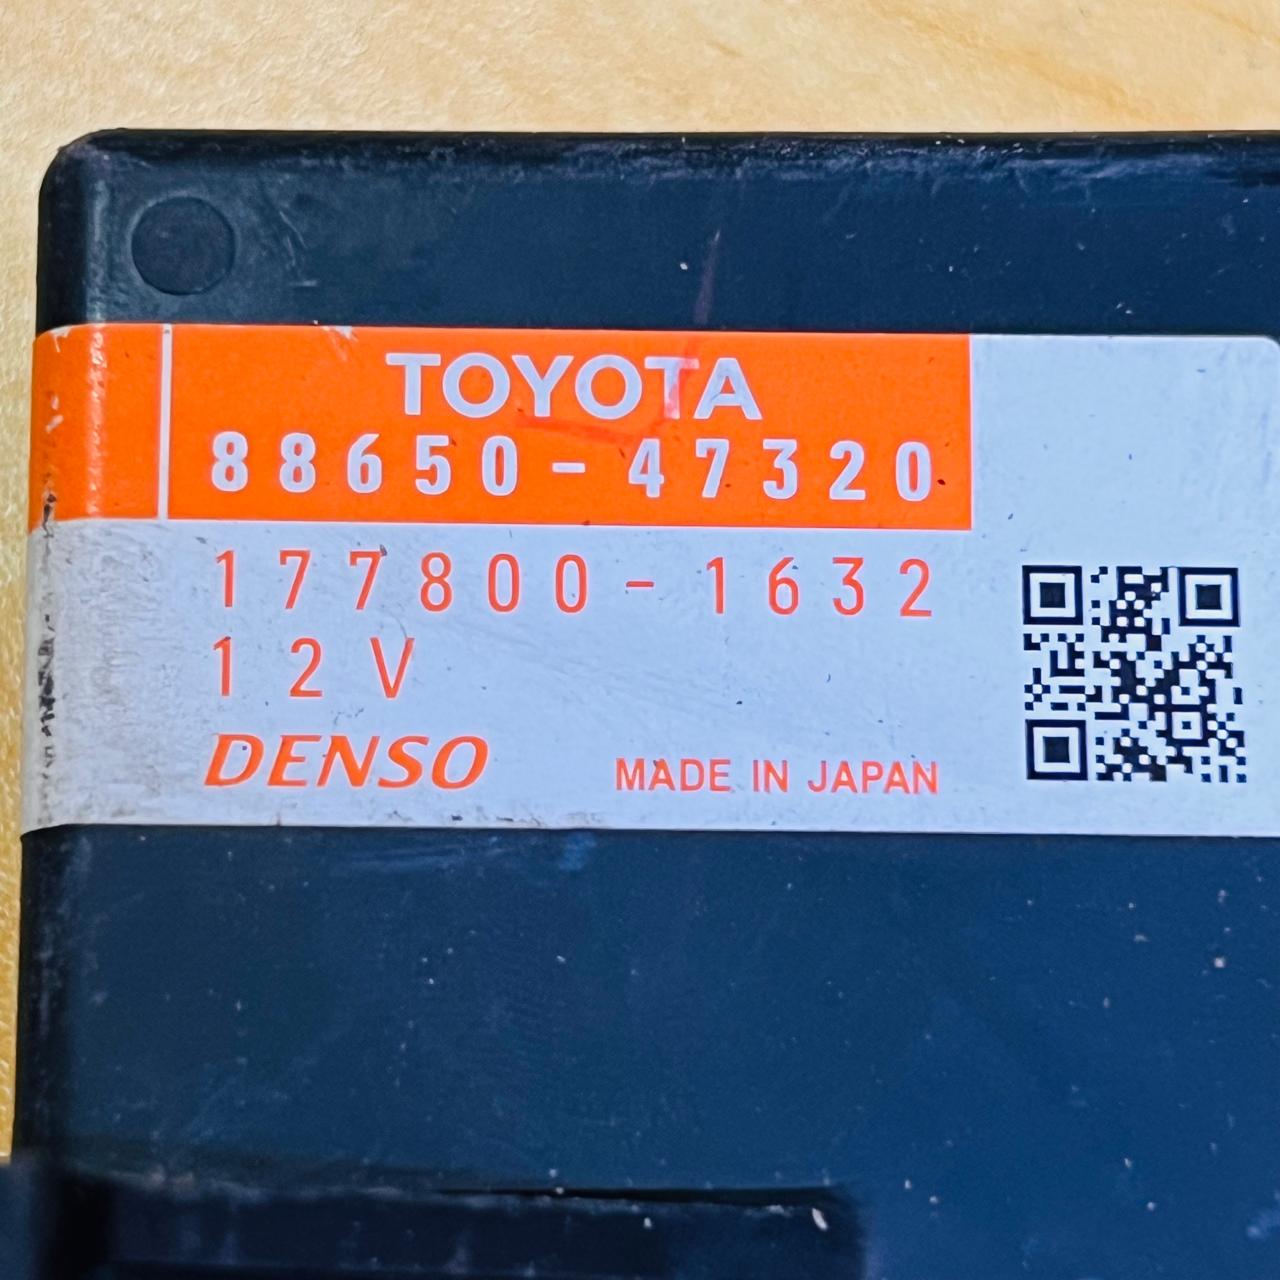 TOYOTA
88650-47320
177800-1632
12V
DENSO
MADE IN JAPAN